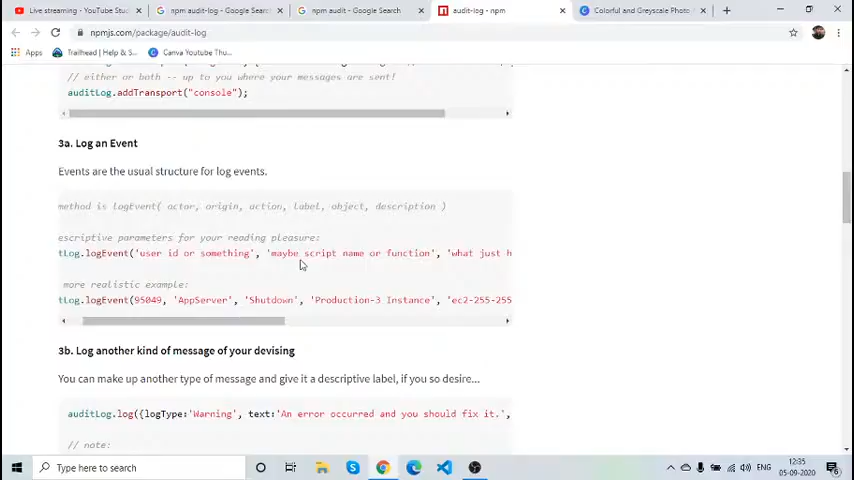 Live streaming - YouTube Stu
npm audit-log - Google Search
npm audit - Google Search
audit-log - npm
Colorful and Greyscale Photo
npmjs.com/package/audit-log
Apps
Trailhead | Help & S...
Canva Youtube Thu...
// either or both -- up to you where your messages are sent!
auditLog.addTransport("console");
3a. Log an Event
Events are the usual structure for log events.
method is logEvent( actor, origin, action, label, object, description )
escriptive parameters for your reading pleasure:
tLog.logEvent('user id or something', 'maybe script name or function', 'what just h
more realistic example:
tLog.logEvent(95049, 'AppServer', 'Shutdown', 'Production-3 Instance', 'ec2-255-255
3b. Log another kind of message of your devising
You can make up another type of message and give it a descriptive label, if you so desire...
auditLog.log({logType:'Warning', text:'An error occurred and you should fix it.',
// note:
Type here to search
ENG
12:35
05-09-2020
6